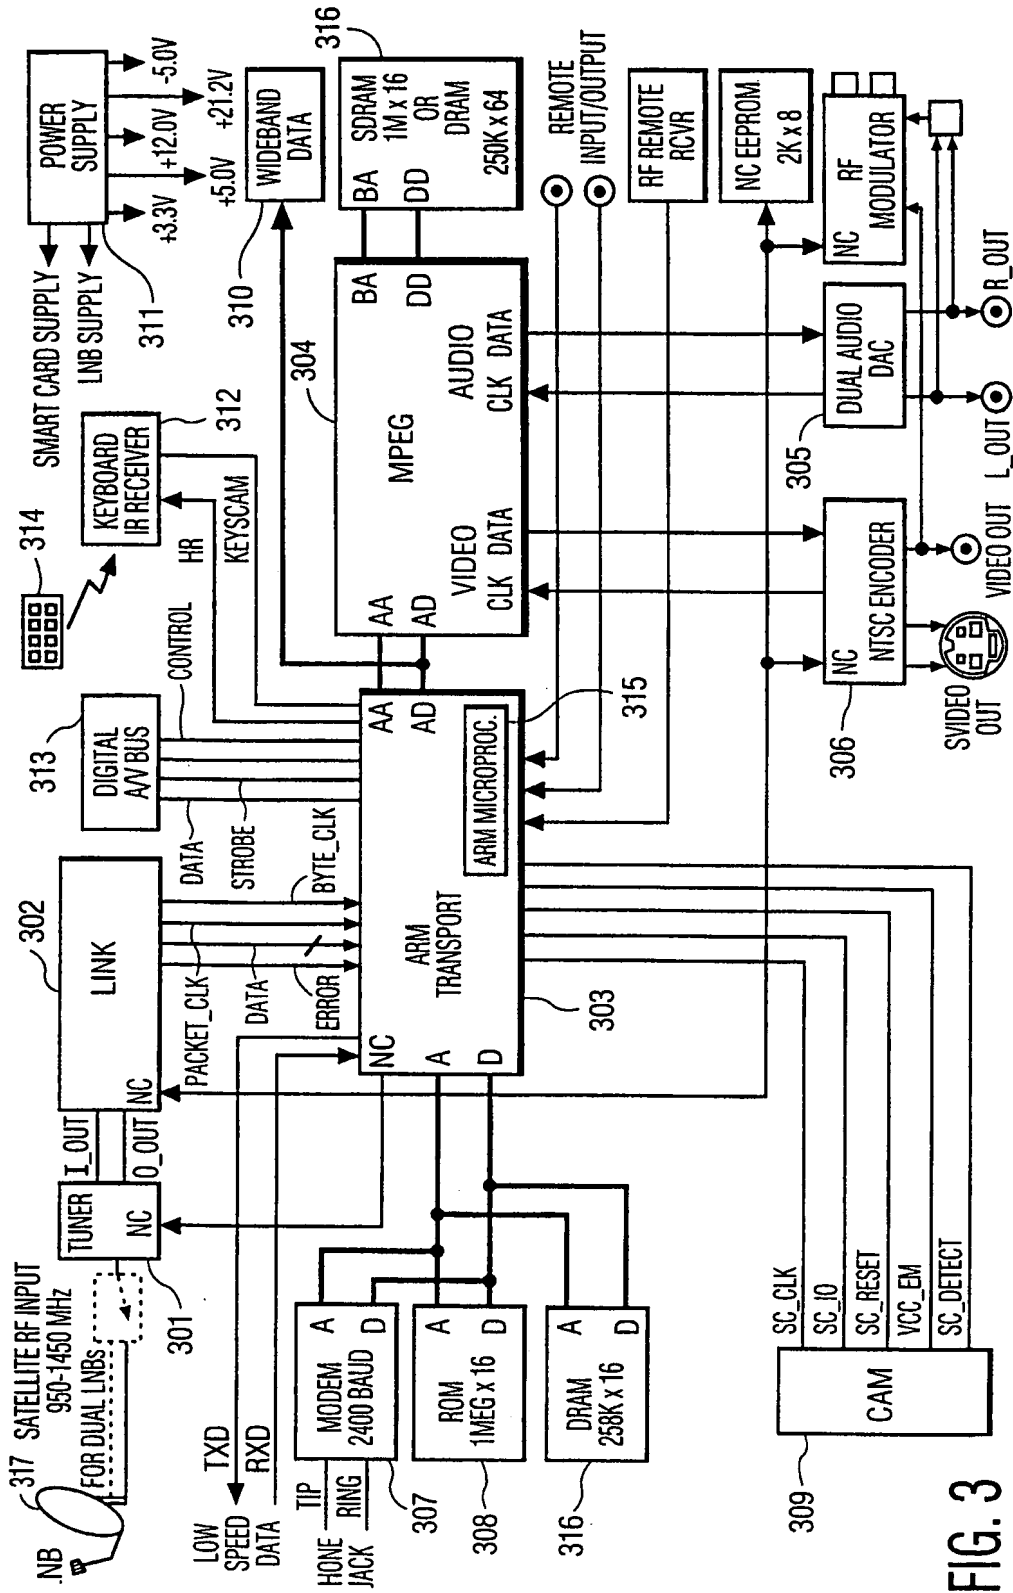 317
SATELLITE RF INPUT
950-1450 MHz
.NB
FOR DUAL LNBs
301
TUNER
NC
I_OUT
O_OUT
302
LINK
NC
PACKET_CLK
DATA
ERROR
BYTE_CLK
313
DIGITAL
A/V BUS
DATA
STROBE
CONTROL
314
KEYBOARD
IR RECEIVER
312
HR
KEYSCAM
SMART CARD SUPPLY
LNB SUPPLY
311
POWER
SUPPLY
+3.3V
+5.0V
+12.0V
+21.2V
-5.0V
310
WIDEBAND
DATA
LOW
SPEED
DATA
TXD
RXD
HONE
JACK
TIP
RING
MODEM
2400 BAUD
A
D
307
ROM
1MEG x 16
A
D
308
DRAM
258K x 16
A
D
316
NC
A
D
ARM
TRANSPORT
303
ARM MICROPROC.
315
AA
AD
304
AA
AD
MPEG
VIDEO
CLK
DATA
AUDIO
CLK
DATA
BA
DD
BA
DD
SDRAM
1M x 16
OR
DRAM
250K x 64
316
REMOTE
INPUT/OUTPUT
RF REMOTE
RCVR
NC EEPROM
2K x 8
SC_CLK
SC_IO
SC_RESET
VCC_EM
SC_DETECT
CAM
309
NC
NTSC ENCODER
306
SVIDEO
OUT
VIDEO OUT
305
DUAL AUDIO
DAC
L_OUT
R_OUT
NC
RF
MODULATOR
FIG. 3